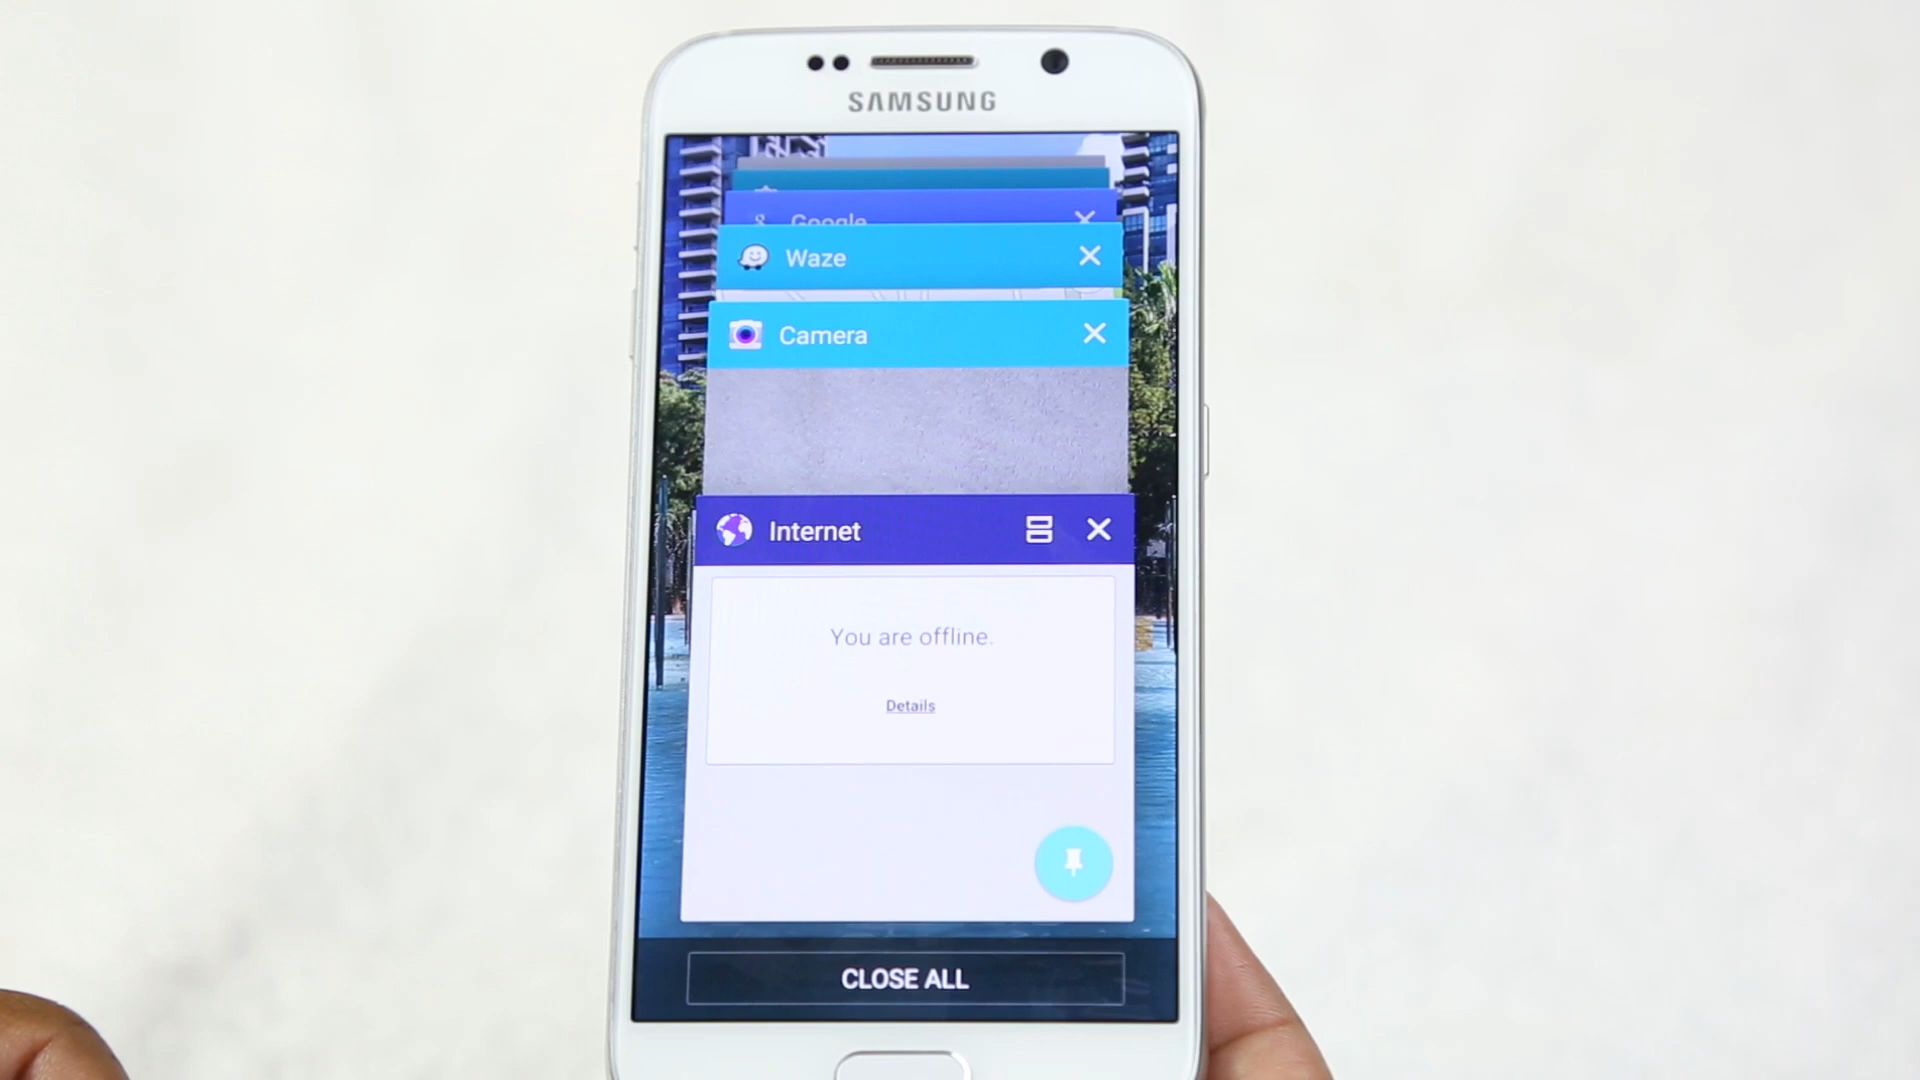 SAMSUNG
Google
Waze
Camera
Internet
You are offline.
Details
CLOSE ALL